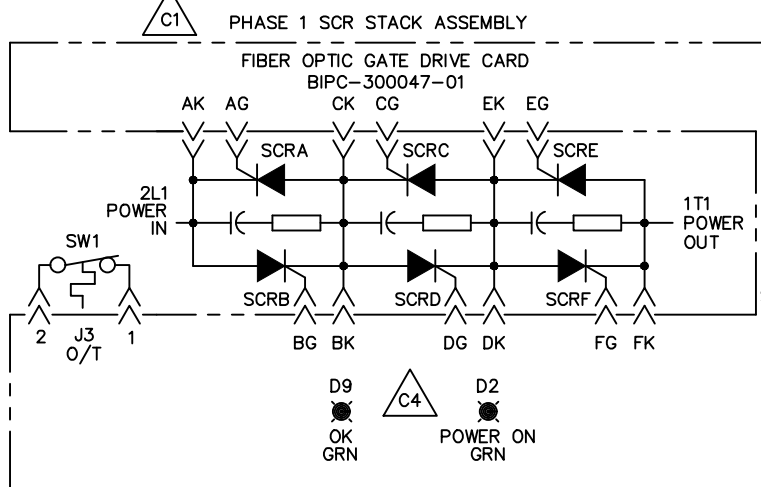 C1
PHASE 1 SCR STACK ASSEMBLY
FIBER OPTIC GATE DRIVE CARD
BIPC-300047-01
AK AG CK CG EK EG
SCRA SCRC SCRE
2L1
POWER
IN
1T1
POWER
OUT
SW1
SCRB SCRD SCRF
2 J3 1
O/T
BG BK DG DK FG FK
D9 C4 D2
OK
GRN
POWER ON
GRN